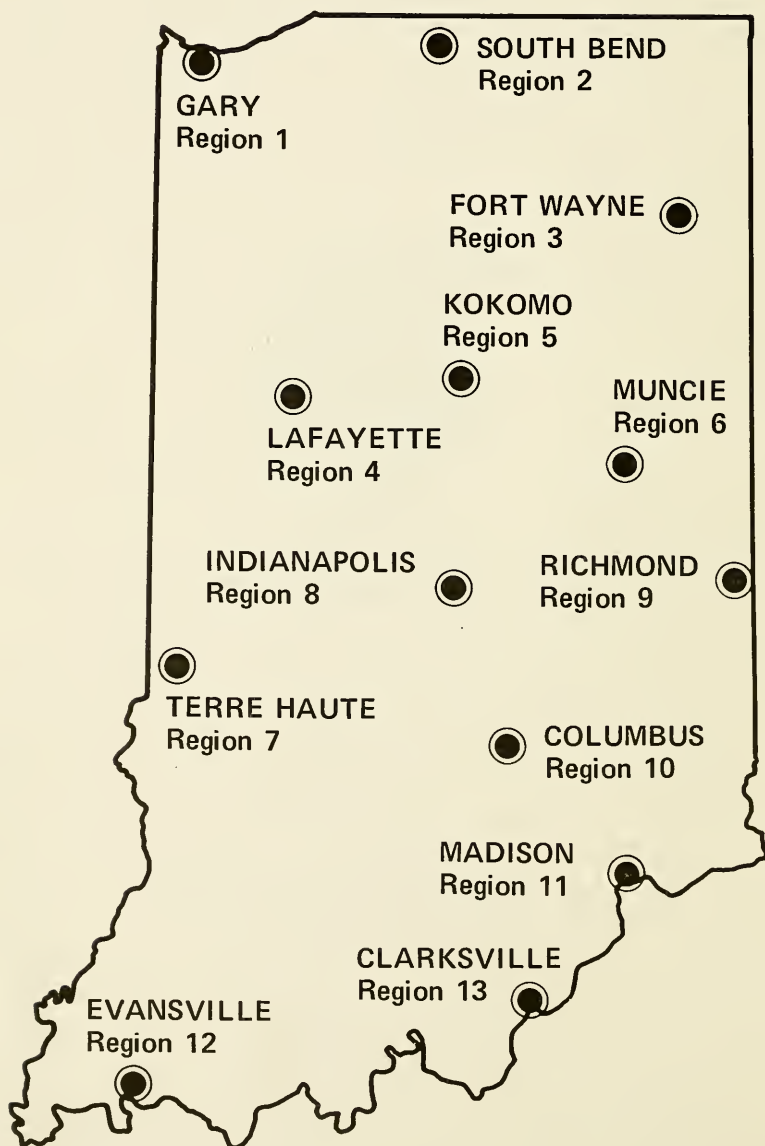 SOUTH BEND
Region 2
GARY
Region 1
FORT WAYNE
Region 3
KOKOMO
Region 5
MUNCIE
Region 6
LAFAYETTE
Region 4
INDIANAPOLIS
Region 8
RICHMOND
Region 9
TERRE HAUTE
Region 7
COLUMBUS
Region 10
MADISON
Region 11
CLARKSVILLE
Region 13
EVANSVILLE
Region 12